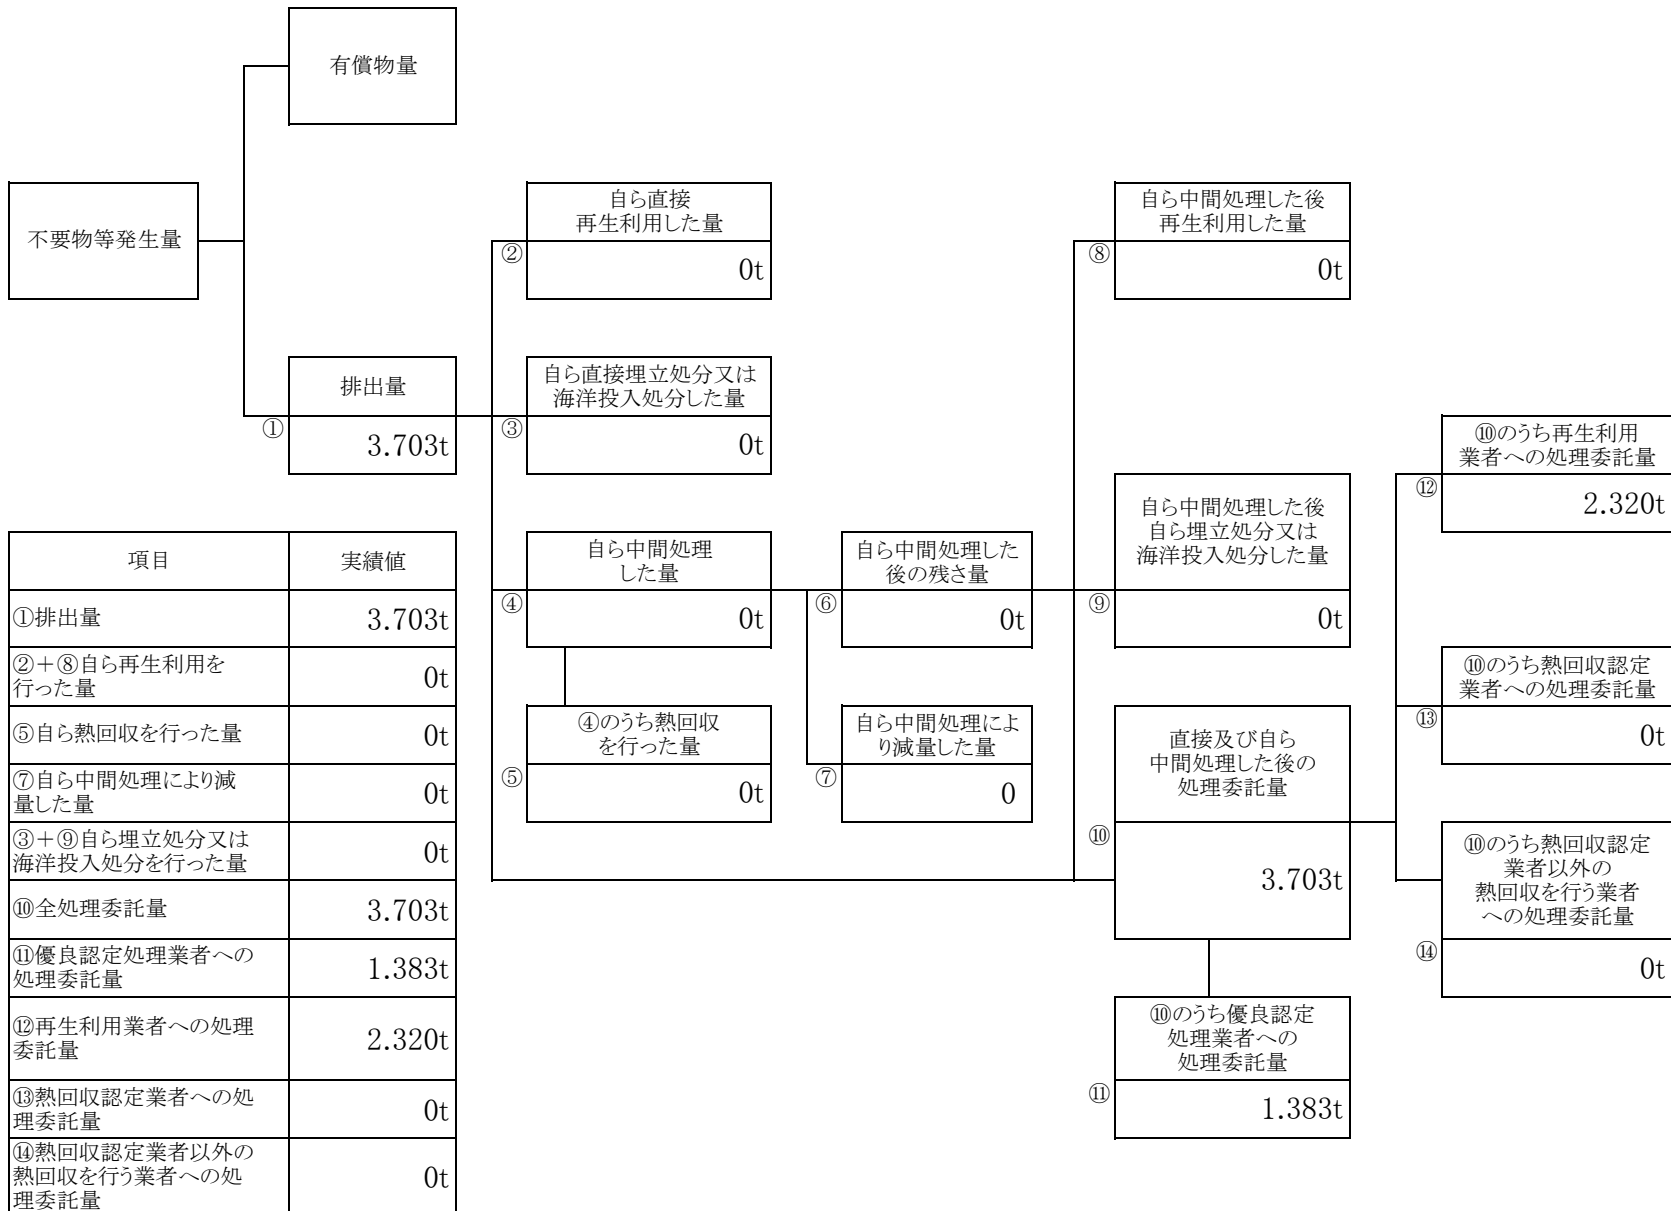 有償物量
不要物等発生量
排出量
①
3.703t
自ら直接
再生利用した量
②
0t
自ら直接埋立処分又は
海洋投入処分した量
③
0t
自ら中間処理
した量
④
0t
④のうち熱回収
を行った量
⑤
0t
自ら中間処理した
後の残さ量
⑥
0t
自ら中間処理によ
り減量した量
⑦
0
自ら中間処理した後
再生利用した量
⑧
0t
自ら中間処理した後
自ら埋立処分又は
海洋投入処分した量
⑨
0t
直接及び自ら
中間処理した後の
処理委託量
⑩
3.703t
⑩のうち優良認定
処理業者への
処理委託量
⑪
1.383t
⑩のうち再生利用
業者への処理委託量
⑫
2.320t
⑩のうち熱回収認定
業者への処理委託量
⑬
0t
⑩のうち熱回収認定
業者以外の
熱回収を行う業者
への処理委託量
⑭
0t
項目 実績値
①排出量 3.703t
②+⑧自ら再生利用を
行った量 0t
⑤自ら熱回収を行った量 0t
⑦自ら中間処理により減
量した量 0t
③+⑨自ら埋立処分又は
海洋投入処分を行った量 0t
⑩全処理委託量 3.703t
⑪優良認定処理業者への
処理委託量 1.383t
⑫再生利用業者への処理
委託量 2.320t
⑬熱回収認定業者への処
理委託量 0t
⑭熱回収認定業者以外の
熱回収を行う業者への処
理委託量 0t